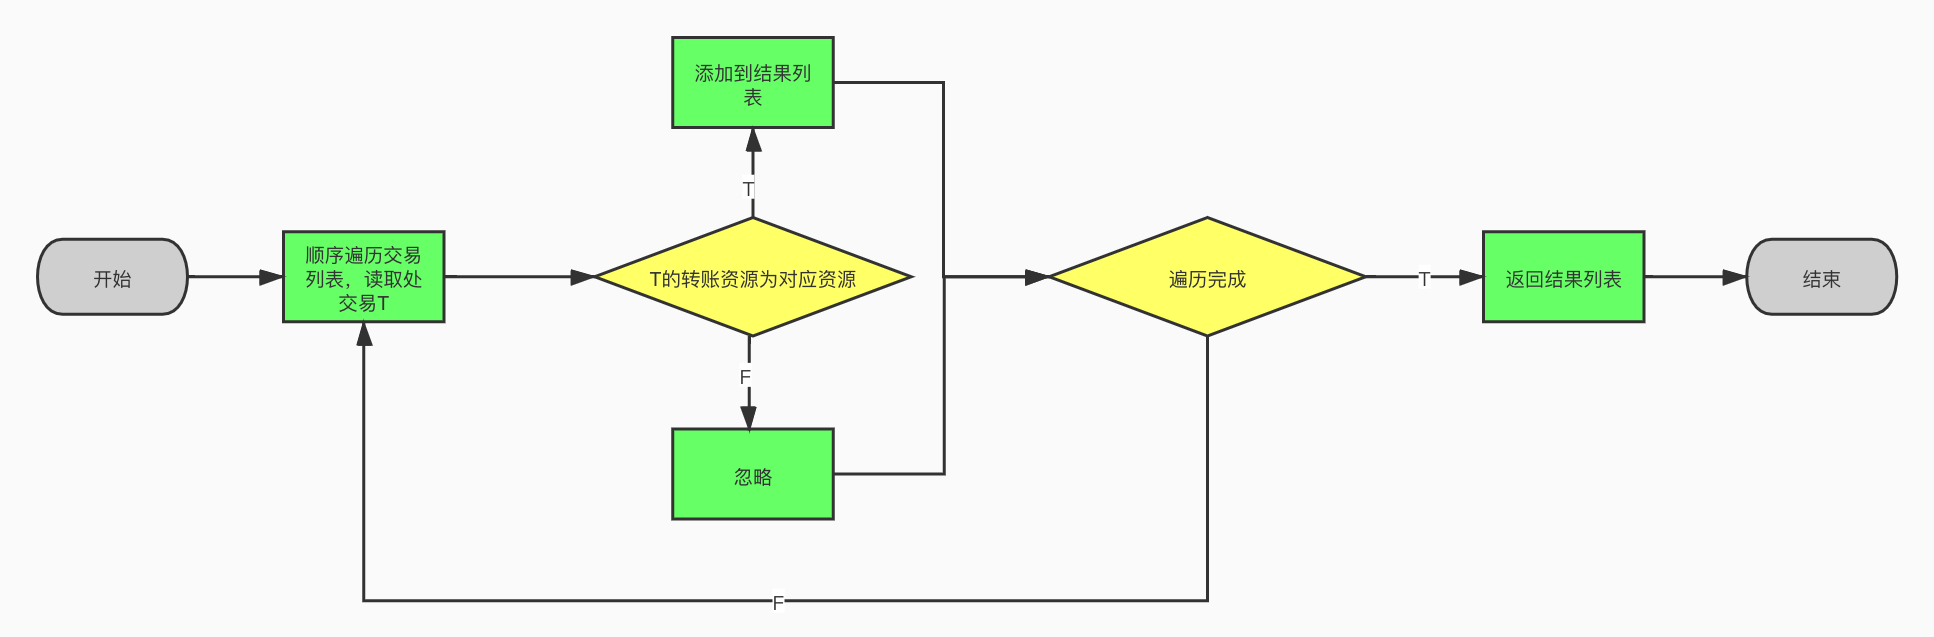 添加到结果列
表
T
开始
顺序遍历交易
列表，读取处
交易T
T的转账资源为对应资源
遍历完成
T
返回结果列表
结束
F
忽略
F